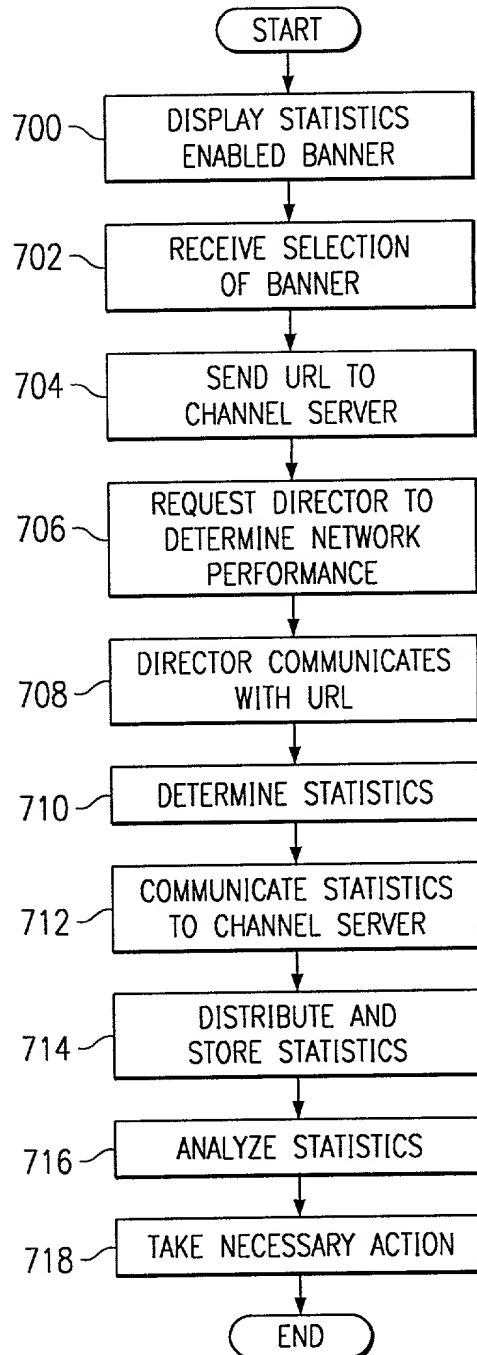 START
700
DISPLAY STATISTICS
ENABLED BANNER
702
RECEIVE SELECTION
OF BANNER
704
SEND URL TO
CHANNEL SERVER
706
REQUEST DIRECTOR TO
DETERMINE NETWORK
PERFORMANCE
708
DIRECTOR COMMUNICATES
WITH URL
710
DETERMINE STATISTICS
712
COMMUNICATE STATISTICS
TO CHANNEL SERVER
714
DISTRIBUTE AND
STORE STATISTICS
716
ANALYZE STATISTICS
718
TAKE NECESSARY ACTION
END